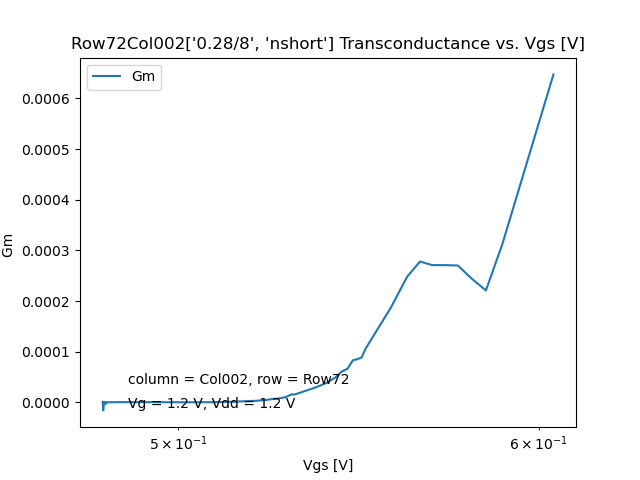 Row72Col002['0.28/8', 'nshort'] Transconductance vs. Vgs [V]
Gm
0.0006
0.0005
0.0004
0.0003
0.0002
0.0001
0.0000
Gm
column = Col002, row = Row72
Vg = 1.2 V, Vdd = 1.2 V
5 × 10⁻¹
6 × 10⁻¹
Vgs [V]